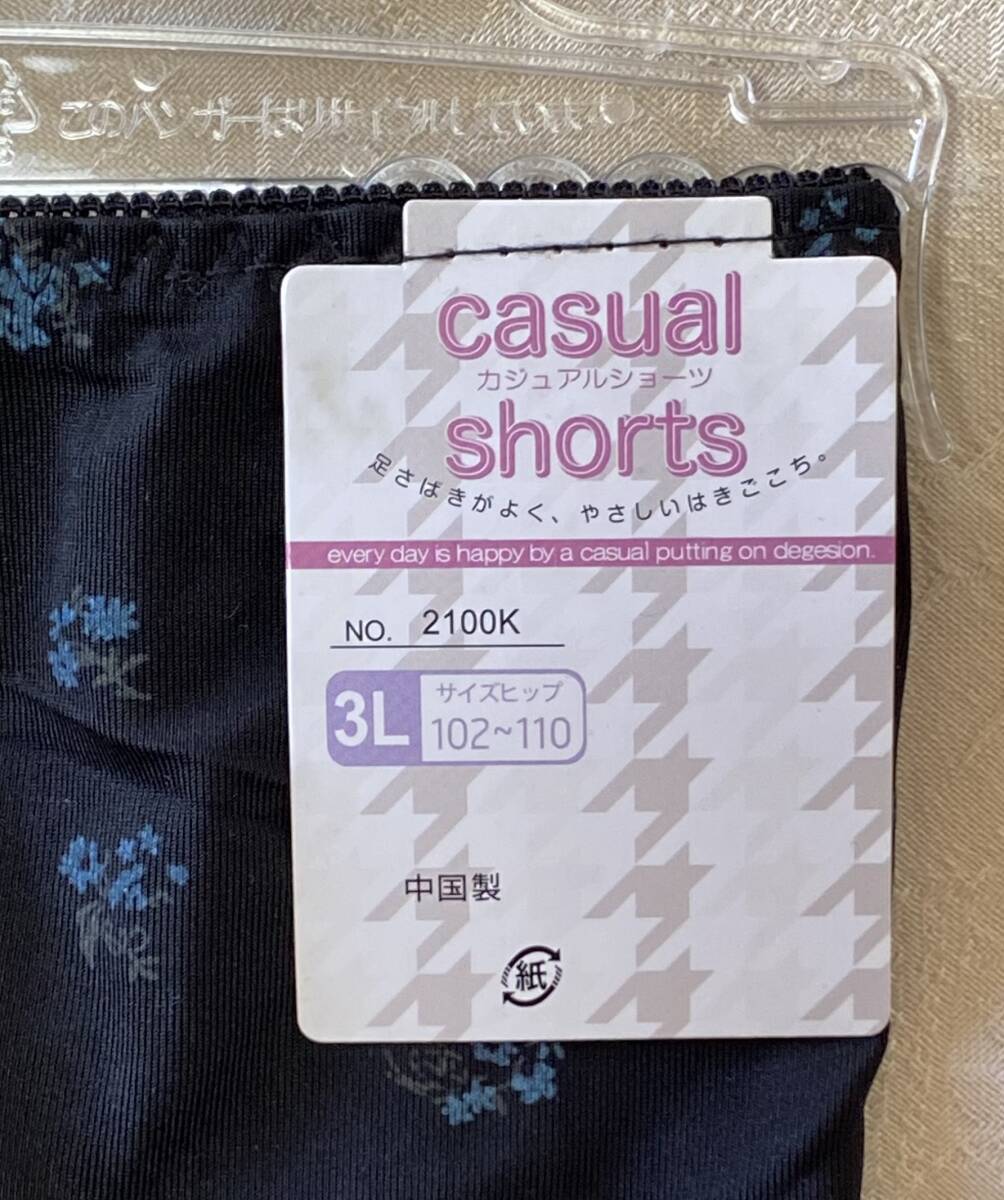 このハンガーはリサイクルしています
casual
カジュアルショーツ
shorts
足さばきがよく、やさしいはきごこち。
every day is happy by a casual putting on degesion.
NO. 2100K
3L
サイズヒップ
102~110
中国製
紙